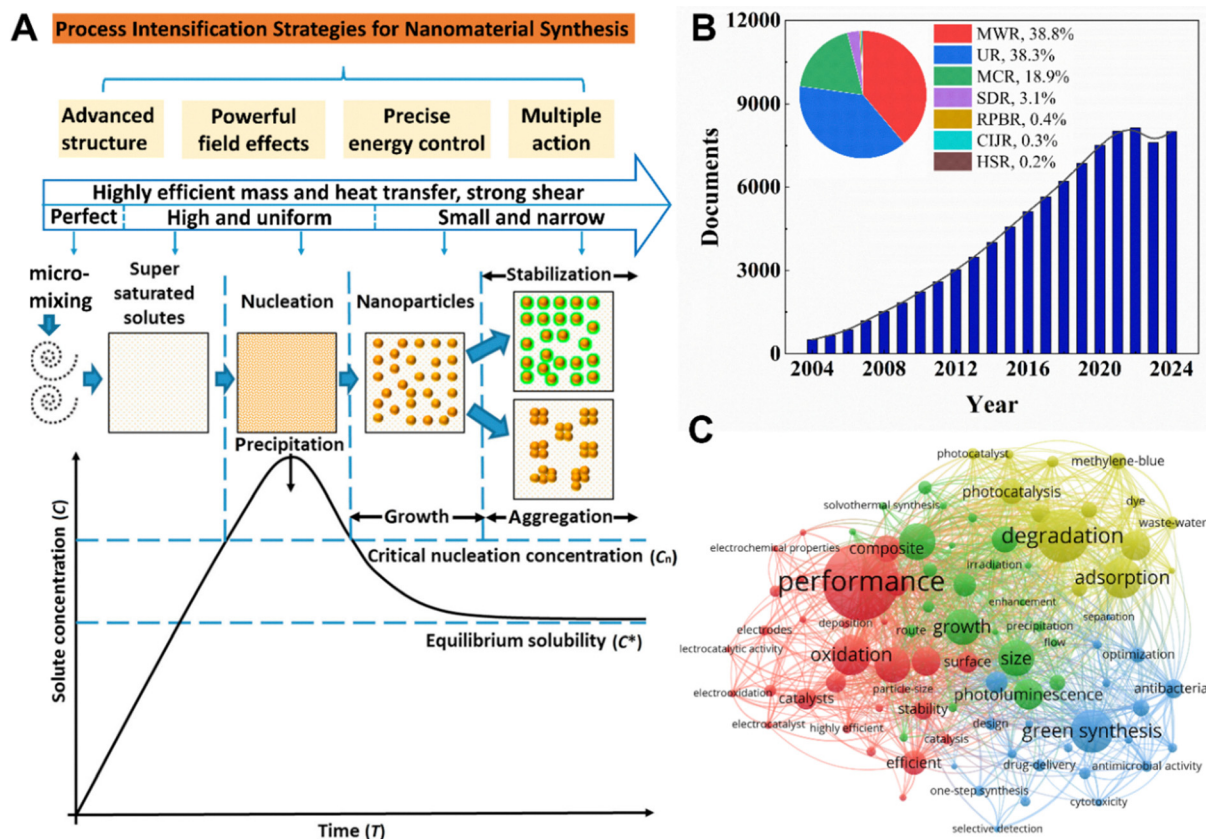 A
Process Intensification Strategies for Nanomaterial Synthesis
Advanced
structure
Powerful
field effects
Precise
energy control
Multiple
action
Highly efficient mass and heat transfer, strong shear
Perfect
High and uniform
Small and narrow
micro-
mixing
Super
saturated
solutes
Nucleation
Nanoparticles
Stabilization
Precipitation
Growth
Aggregation
Critical nucleation concentration (Cn)
Equilibrium solubility (C*)
Solute concentration (C)
Time (T)
B
12000
9000
6000
3000
0
Documents
MWR, 38.8%
UR, 38.3%
MCR, 18.9%
SDR, 3.1%
RPBR, 0.4%
CIJR, 0.3%
HSR, 0.2%
2004
2008
2012
2016
2020
2024
Year
C
photocatalyst
methylene-blue
photocatalysis
dye
solvothermal synthesis
waste-water
degradation
electrochemical properties
composite
irradiation
adsorption
performance
enhancement
separation
deposition
precipitation
electrodes
route
growth
flow
lectrocatalytic activity
oxidation
surface
size
optimization
electrooxidation
particle-size
catalysts
photoluminescence
antibacteria
stability
electrocatalyst
highly efficient
design
green synthesis
catalysis
efficient
drug-delivery
antimicrobial activity
one-step synthesis
cytotoxicity
selective detection